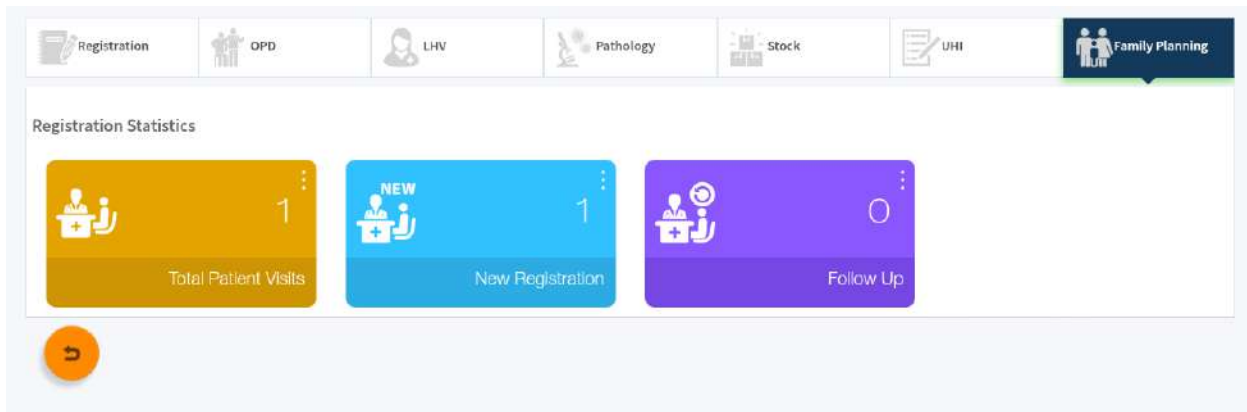 Registration
OPD
LHV
Pathology
Stock
UHI
Family Planning
Registration Statistics
1
Total Patient Visits
NEW
1
New Registration
0
Follow Up